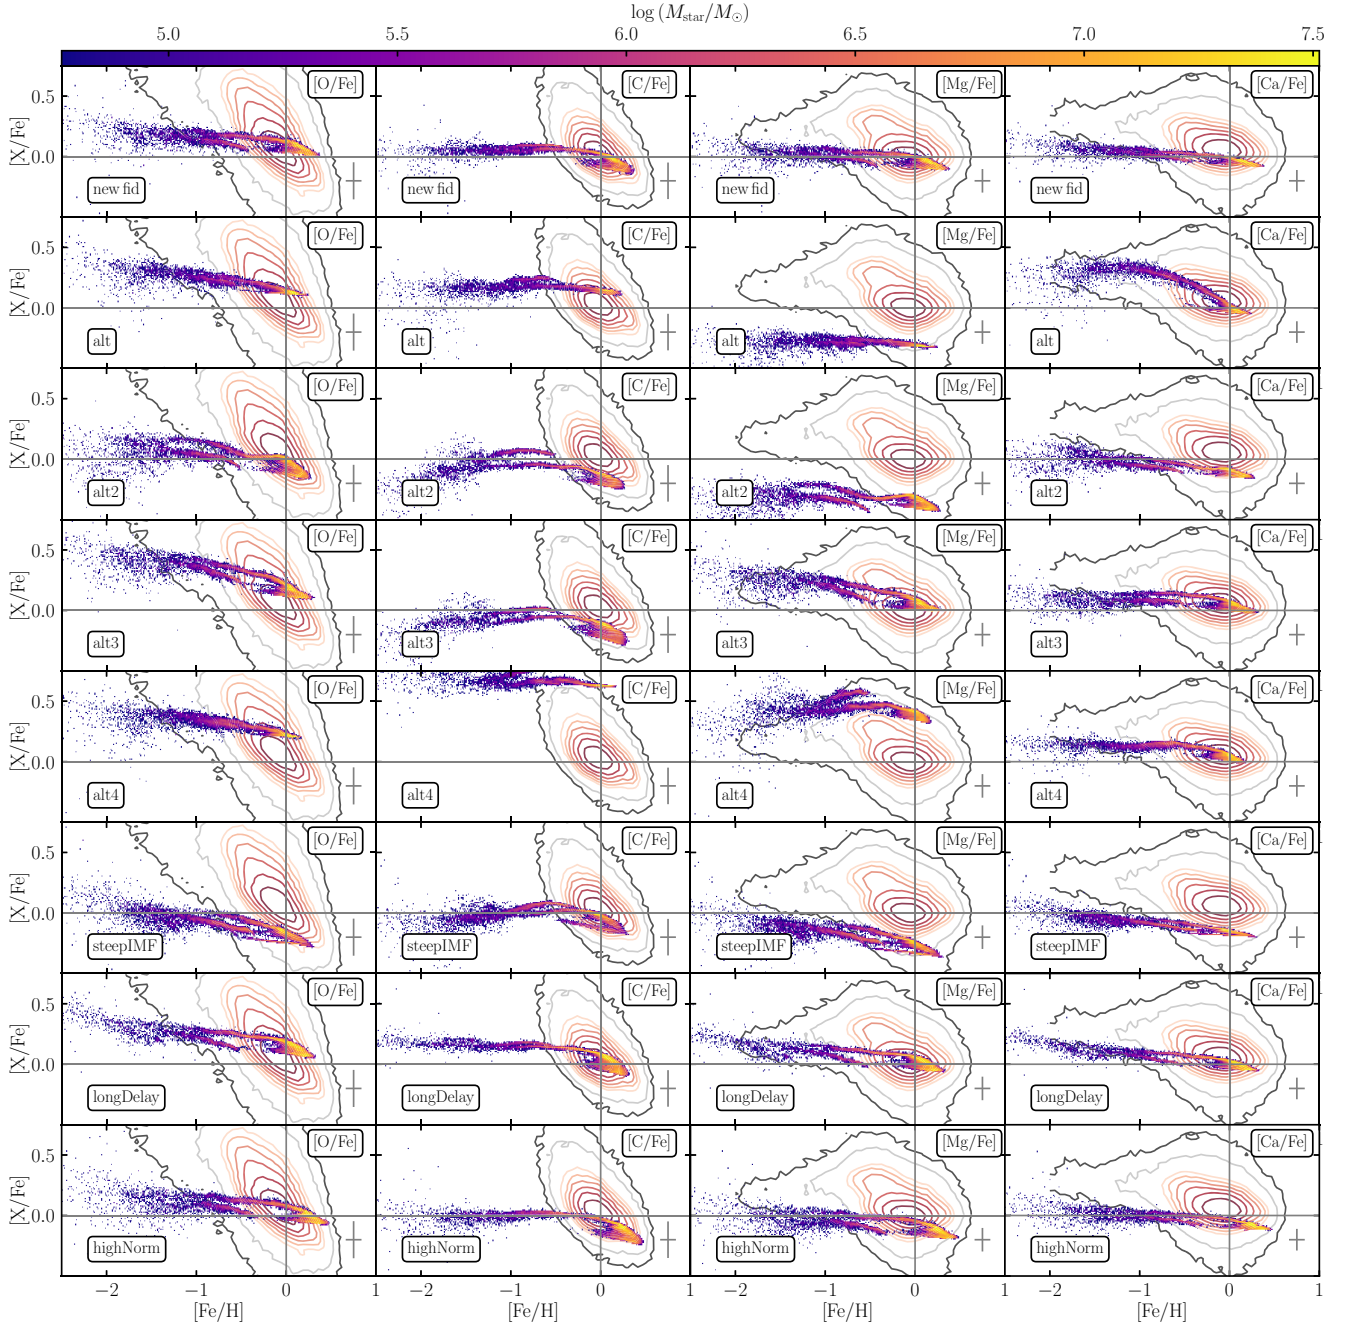 log (M_star/M_⊙)
5.0 5.5 6.0 6.5 7.0 7.5
[X/Fe] 0.5 0.0 [O/Fe] [C/Fe] [Mg/Fe] [Ca/Fe]
new fid new fid new fid new fid
[X/Fe] 0.5 0.0 [O/Fe] [C/Fe] [Mg/Fe] [Ca/Fe]
alt alt alt alt
[X/Fe] 0.5 0.0 [O/Fe] [C/Fe] [Mg/Fe] [Ca/Fe]
alt2 alt2 alt2 alt2
[X/Fe] 0.5 0.0 [O/Fe] [C/Fe] [Mg/Fe] [Ca/Fe]
alt3 alt3 alt3 alt3
[X/Fe] 0.5 0.0 [O/Fe] [C/Fe] [Mg/Fe] [Ca/Fe]
alt4 alt4 alt4 alt4
[X/Fe] 0.5 0.0 [O/Fe] [C/Fe] [Mg/Fe] [Ca/Fe]
steepIMF steepIMF steepIMF steepIMF
[X/Fe] 0.5 0.0 [O/Fe] [C/Fe] [Mg/Fe] [Ca/Fe]
longDelay longDelay longDelay longDelay
[X/Fe] 0.5 0.0 [O/Fe] [C/Fe] [Mg/Fe] [Ca/Fe]
highNorm highNorm highNorm highNorm
−2 −1 0 1 −2 −1 0 −2 −1 0 1 −2 −1 0 1
[Fe/H] [Fe/H] [Fe/H] [Fe/H]